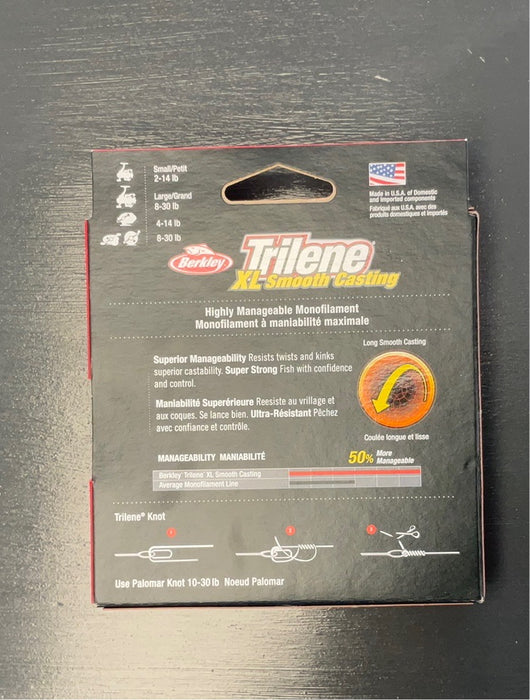 Small/Petit
2-14 lb
Large/Grand
8-30 lb
4-14 lb
8-30 lb
Made in U.S.A. of Domestic
and imported components
Fabriqué aux U.S.A. avec des
produits domestiques et importés
Berkley
Trilene
XL Smooth Casting
Highly Manageable Monofilament
Monofilament à maniabilité maximale
Long Smooth Casting
Superior Manageability Resists twists and kinks
superior castability. Super Strong Fish with confidence
and control.
Maniabilité Supérieure Reesiste au vrillage et
aux coques. Se lance bien. Ultra-Résistant Pêchez
avec confiance et contrôle.
Coulée longue et lisse
MANAGEABILITY MANIABILITÉ
50% More
Manageable
Berkley® Trilene® XL Smooth Casting
Average Monofilament Line
Trilene® Knot
1
2
3
Use Palomar Knot 10-30 lb Noeud Palomar